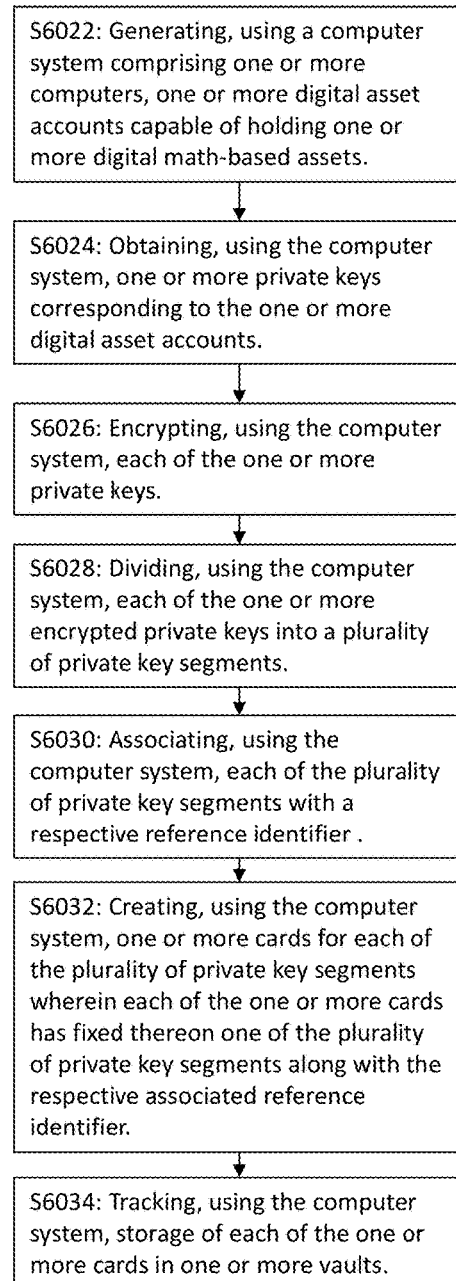 S6022: Generating, using a computer
system comprising one or more
computers, one or more digital asset
accounts capable of holding one or
more digital math-based assets.
S6024: Obtaining, using the computer
system, one or more private keys
corresponding to the one or more
digital asset accounts.
S6026: Encrypting, using the computer
system, each of the one or more
private keys.
S6028: Dividing, using the computer
system, each of the one or more
encrypted private keys into a plurality
of private key segments.
S6030: Associating, using the
computer system, each of the plurality
of private key segments with a
respective reference identifier .
S6032: Creating, using the computer
system, one or more cards for each of
the plurality of private key segments
wherein each of the one or more cards
has fixed thereon one of the plurality
of private key segments along with the
respective associated reference
identifier.
S6034: Tracking, using the computer
system, storage of each of the one or
more cards in one or more vaults.